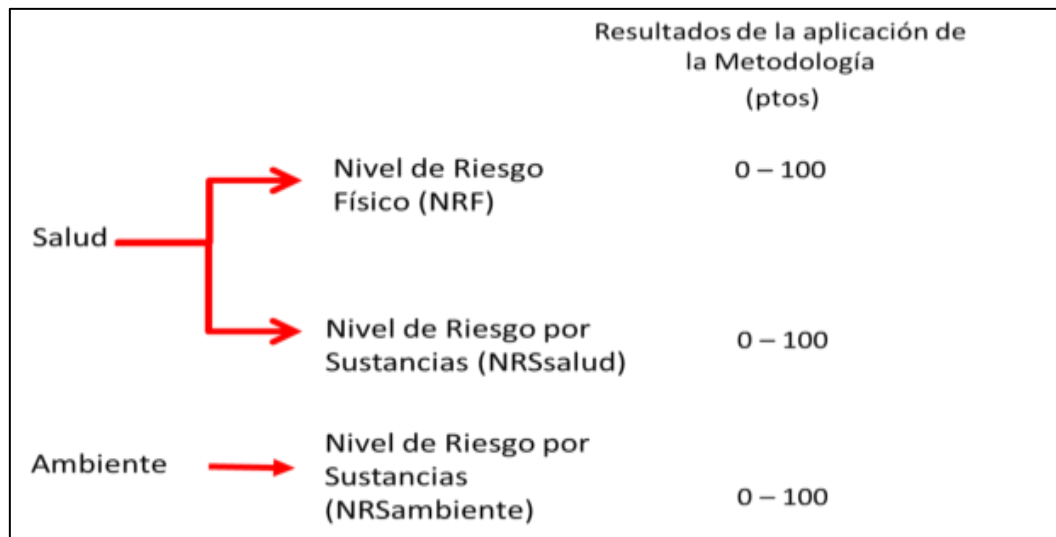 Resultados de la aplicación de
la Metodología
(ptos)
Nivel de Riesgo
Físico (NRF)
0 – 100
Salud
Nivel de Riesgo por
Sustancias (NRSsalud)
0 – 100
Ambiente
Nivel de Riesgo por
Sustancias
(NRSambiente)
0 – 100